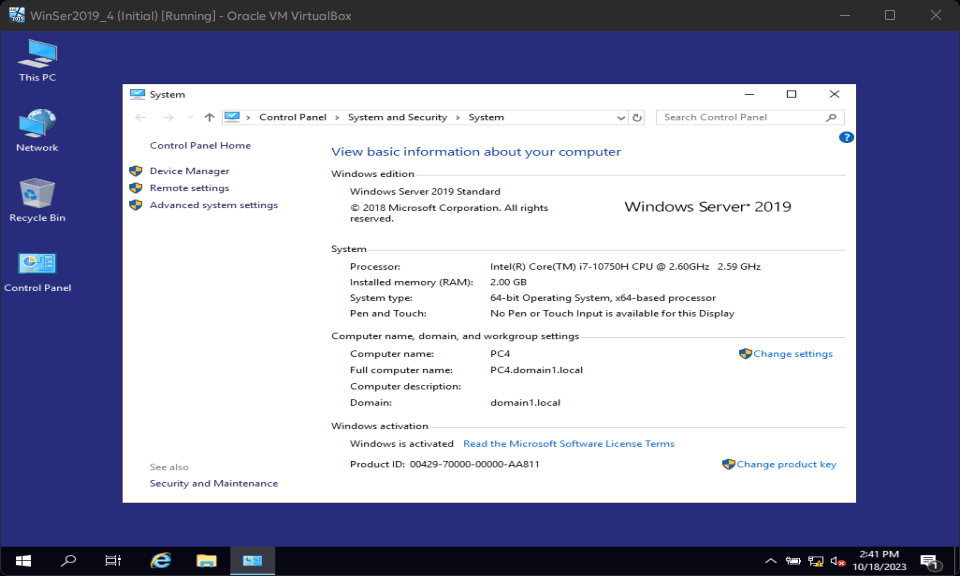 WinSer2019_4 (Initial) [Running] - Oracle VM VirtualBox
This PC
Network
Recycle Bin
Control Panel
System
Control Panel > System and Security > System
Search Control Panel
Control Panel Home
Device Manager
Remote settings
Advanced system settings
See also
Security and Maintenance
?
View basic information about your computer
Windows edition
Windows Server 2019 Standard
© 2018 Microsoft Corporation. All rights
reserved.
Windows Server® 2019
System
Processor: Intel(R) Core(TM) i7-10750H CPU @ 2.60GHz 2.59 GHz
Installed memory (RAM): 2.00 GB
System type: 64-bit Operating System, x64-based processor
Pen and Touch: No Pen or Touch Input is available for this Display
Computer name, domain, and workgroup settings
Computer name: PC4
Change settings
Full computer name: PC4.domain1.local
Computer description:
Domain: domain1.local
Windows activation
Windows is activated Read the Microsoft Software License Terms
Product ID: 00429-70000-00000-AA811
Change product key
2:41 PM
10/18/2023
1